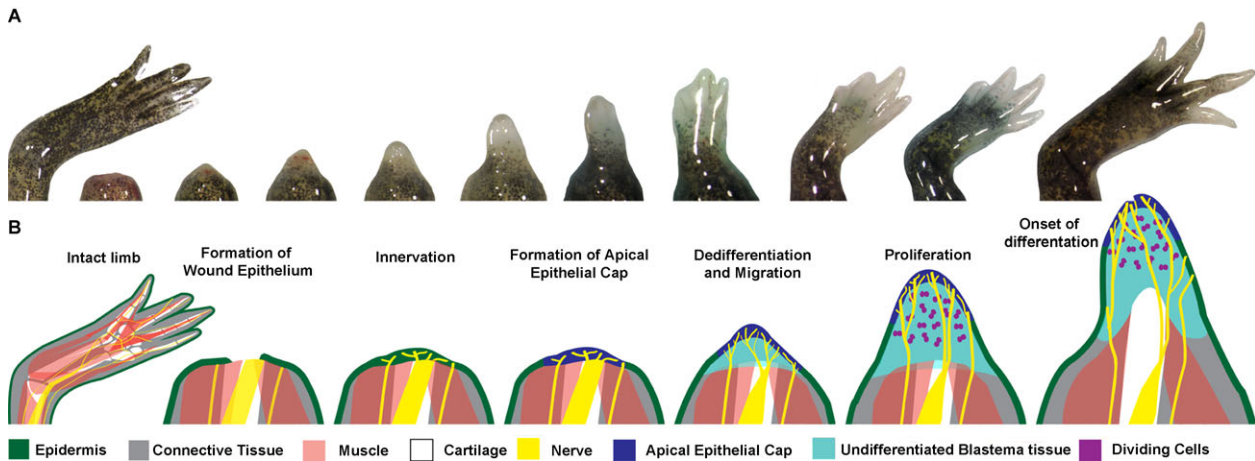 A
B
Intact limb
Formation of
Wound Epithelium
Innervation
Formation of Apical
Epithelial Cap
Dedifferentiation
and Migration
Proliferation
Onset of
differentation
Epidermis
Connective Tissue
Muscle
Cartilage
Nerve
Apical Epithelial Cap
Undifferentiated Blastema tissue
Dividing Cells